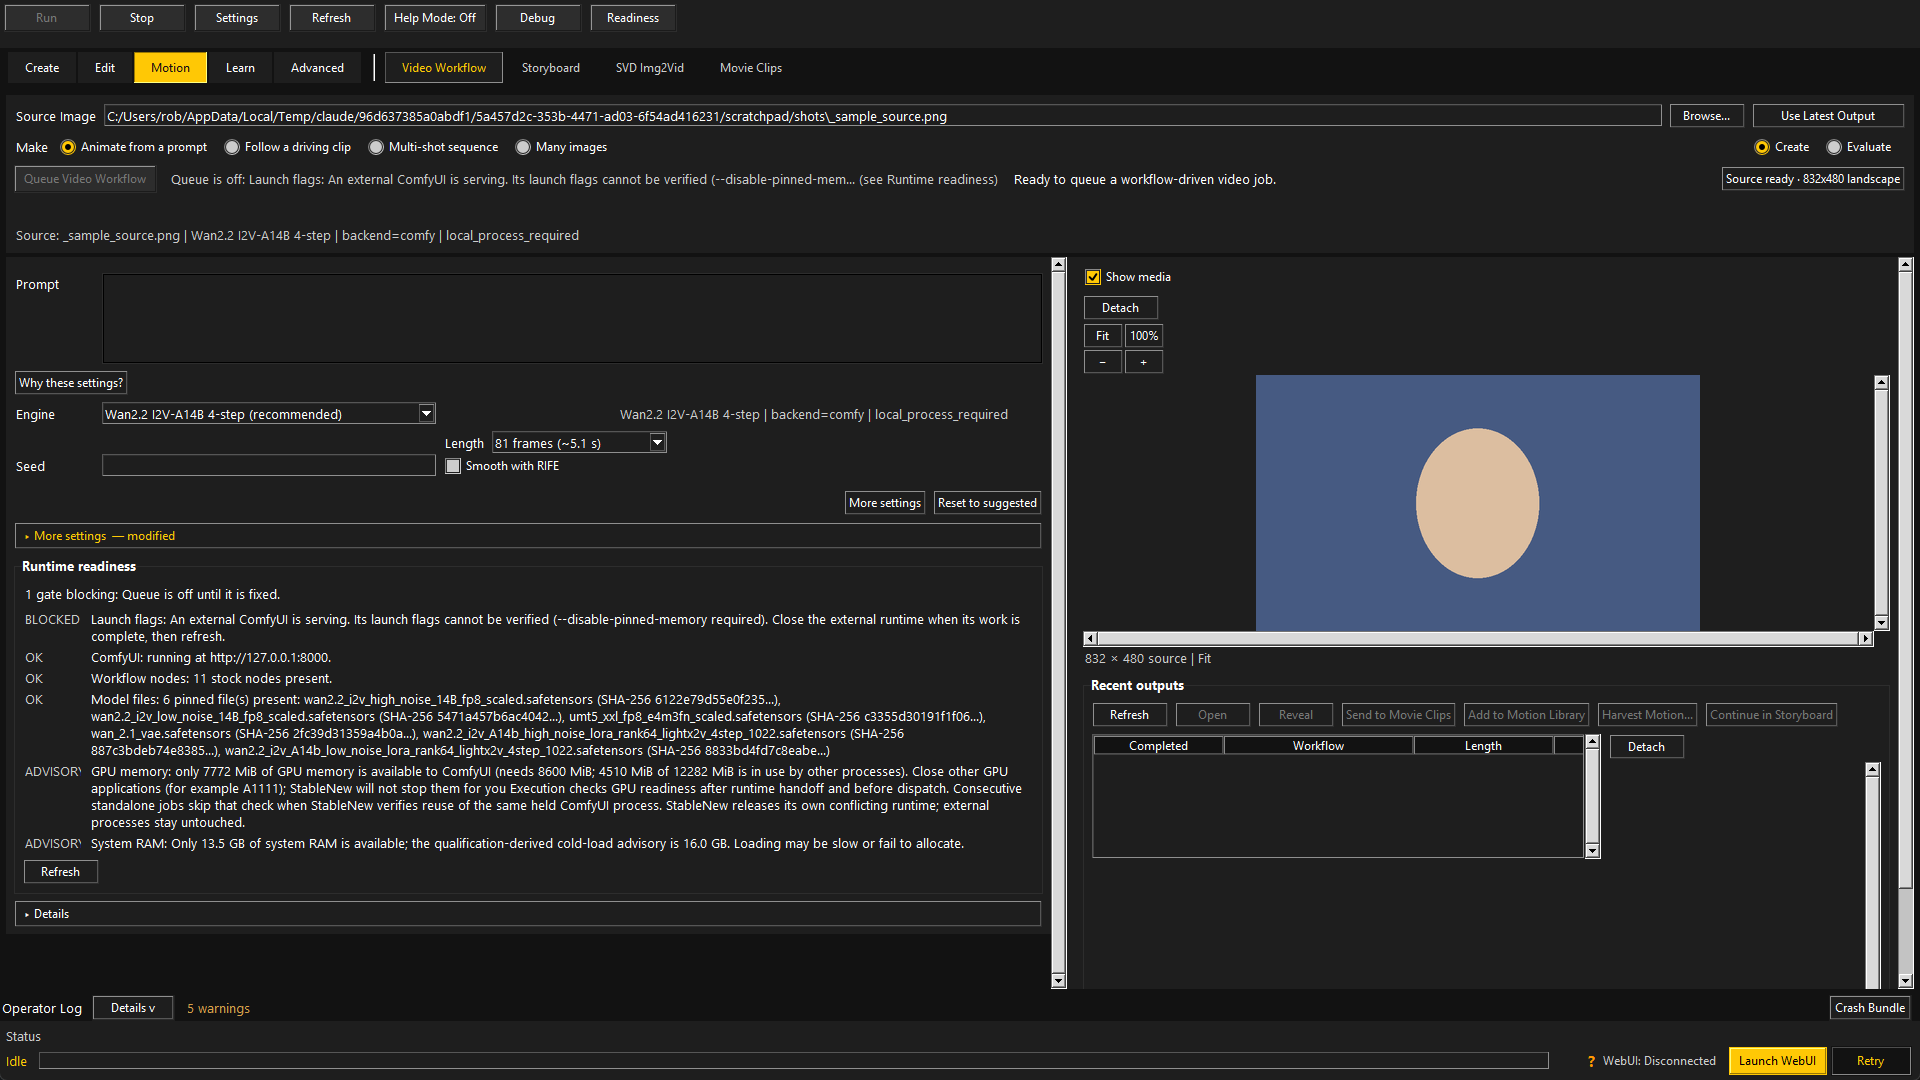 Run Stop Settings Refresh Help Mode: Off Debug Readiness
Create Edit Motion Learn Advanced Video Workflow Storyboard SVD Img2Vid Movie Clips
Source Image C:/Users/rob/AppData/Local/Temp/claude/96d637385a0abdf1/5a457d2c-353b-4471-ad03-6f54ad416231/scratchpad/shots\_sample_source.png Browse... Use Latest Output
Make Animate from a prompt Follow a driving clip Multi-shot sequence Many images Create Evaluate
Queue Video Workflow Queue is off: Launch flags: An external ComfyUI is serving. Its launch flags cannot be verified (--disable-pinned-mem... (see Runtime readiness) Ready to queue a workflow-driven video job. Source ready · 832x480 landscape
Source: _sample_source.png | Wan2.2 I2V-A14B 4-step | backend=comfy | local_process_required
Prompt
Why these settings?
Engine Wan2.2 I2V-A14B 4-step (recommended) Wan2.2 I2V-A14B 4-step | backend=comfy | local_process_required
Length 81 frames (~5.1 s)
Seed Smooth with RIFE
More settings Reset to suggested
▸ More settings — modified
Runtime readiness
1 gate blocking: Queue is off until it is fixed.
BLOCKED Launch flags: An external ComfyUI is serving. Its launch flags cannot be verified (--disable-pinned-memory required). Close the external runtime when its work is
complete, then refresh.
OK ComfyUI: running at http://127.0.0.1:8000.
OK Workflow nodes: 11 stock nodes present.
OK Model files: 6 pinned file(s) present: wan2.2_i2v_high_noise_14B_fp8_scaled.safetensors (SHA-256 6122e79d55e0f235...),
wan2.2_i2v_low_noise_14B_fp8_scaled.safetensors (SHA-256 5471a457b6ac4042...), umt5_xxl_fp8_e4m3fn_scaled.safetensors (SHA-256 c3355d30191f1f06...),
wan_2.1_vae.safetensors (SHA-256 2fc39d31359a4b0a...), wan2.2_i2v_A14b_high_noise_lora_rank64_lightx2v_4step_1022.safetensors (SHA-256
887c3bdeb74e8385...), wan2.2_i2v_A14b_low_noise_lora_rank64_lightx2v_4step_1022.safetensors (SHA-256 8833bd4fd7c8eabe...)
ADVISORY GPU memory: only 7772 MiB of GPU memory is available to ComfyUI (needs 8600 MiB; 4510 MiB of 12282 MiB is in use by other processes). Close other GPU
applications (for example A1111); StableNew will not stop them for you Execution checks GPU readiness after runtime handoff and before dispatch. Consecutive
standalone jobs skip that check when StableNew verifies reuse of the same held ComfyUI process. StableNew releases its own conflicting runtime; external
processes stay untouched.
ADVISORY System RAM: Only 13.5 GB of system RAM is available; the qualification-derived cold-load advisory is 16.0 GB. Loading may be slow or fail to allocate.
Refresh
▸ Details
Show media
Detach
Fit 100%
− +
832 × 480 source | Fit
Recent outputs
Refresh Open Reveal Send to Movie Clips Add to Motion Library Harvest Motion... Continue in Storyboard
Completed Workflow Length Detach
Operator Log Details v 5 warnings Crash Bundle
Status
Idle ? WebUI: Disconnected Launch WebUI Retry